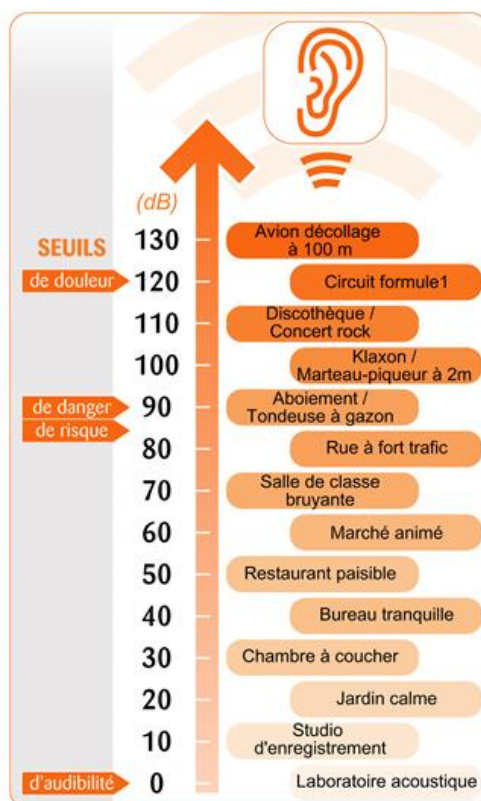 (dB)
SEUILS
130
Avion décollage
à 100 m
de douleur
120
Circuit formule1
110
Discothèque /
Concert rock
100
Klaxon /
Marteau-piqueur à 2m
de danger
90
Aboiement /
Tondeuse à gazon
de risque
80
Rue à fort trafic
70
Salle de classe
bruyante
60
Marché animé
50
Restaurant paisible
40
Bureau tranquille
30
Chambre à coucher
20
Jardin calme
10
Studio
d'enregistrement
d'audibilité
0
Laboratoire acoustique